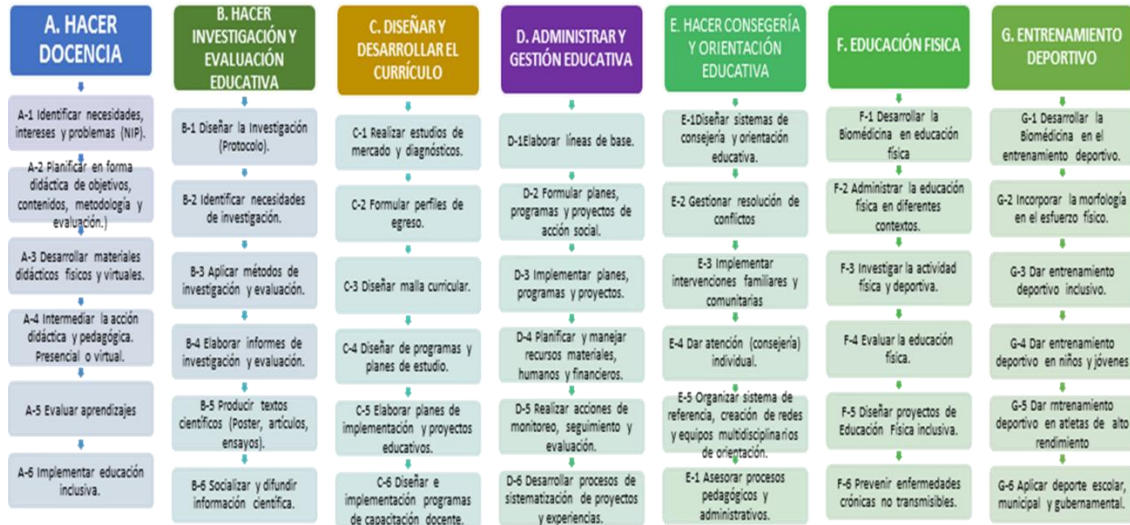 A. HACER
DOCENCIA
A-1 Identificar necesidades,
intereses y problemas (NIP).
A-2 Planificar en forma
didáctica de objetivos,
contenidos, metodología y
evaluación.)
A-3 Desarrollar materiales
didácticos físicos y virtuales.
A-4 Intermediar la acción
didáctica y pedagógica.
Presencial o virtual.
A-5 Evaluar aprendizajes
A-6 Implementar educación
inclusiva.
B. HACER
INVESTIGACIÓN Y
EVALUACIÓN
EDUCATIVA
B-1 Diseñar la Investigación
(Protocolo).
B-2 Identificar necesidades
de investigación.
B-3 Aplicar métodos de
investigación y evaluación.
B-4 Elaborar informes de
investigación y evaluación.
B-5 Producir textos
científicos (Poster, artículos,
ensayos).
B-6 Socializar y difundir
información científica.
C. DISEÑAR Y
DESARROLLAR EL
CURRÍCULO
C-1 Realizar estudios de
mercado y diagnósticos.
C-2 Formular perfiles de
egreso.
C-3 Diseñar malla curricular.
C-4 Diseñar de programas y
planes de estudio.
C-5 Elaborar planes de
implementación y proyectos
educativos.
C-6 Diseñar e
implementación programas
de capacitación docente.
D. ADMINISTRAR Y
GESTIÓN EDUCATIVA
D-1Elaborar líneas de base.
D-2 Formular planes,
programas y proyectos de
acción social.
D-3 Implementar planes,
programas y proyectos.
D-4 Planificar y manejar
recursos materiales,
humanos y financieros.
D-5 Realizar acciones de
monitoreo, seguimiento y
evaluación.
D-6 Desarrollar procesos de
sistematización de proyectos
y experiencias.
E. HACER CONSEGERÍA
Y ORIENTACIÓN
EDUCATIVA
E-1Diseñar sistemas de
consejería y orientación
educativa.
E-2 Gestionar resolución de
conflictos
E-3 Implementar
intervenciones familiares y
comunitarias
E-4 Dar atención (consejería)
individual.
E-5 Organizar sistema de
referencia, creación de redes
y equipos multidisciplinarios
de orientación.
E-1 Asesorar procesos
pedagógicos y
administrativos.
F. EDUCACIÓN FISICA
F-1 Desarrollar la
Biomédicina en educación
física
F-2 Administrar la educación
física en diferentes
contextos.
F-3 Investigar la actividad
física y deportiva.
F-4 Evaluar la educación
física.
F-5 Diseñar proyectos de
Educación Física inclusiva.
F-6 Prevenir enfermedades
crónicas no transmisibles.
G. ENTRENAMIENTO
DEPORTIVO
G-1 Desarrollar la
Biomédicina en el
entrenamiento deportivo.
G-2 Incorporar la morfología
en el esfuerzo físico.
G-3 Dar entrenamiento
deportivo inclusivo.
G-4 Dar entrenamiento
deportivo en niños y jóvenes
G-5 Dar rntrenamiento
deportivo en atletas de alto
rendimiento
G-6 Aplicar deporte escolar,
municipal y gubernamental.